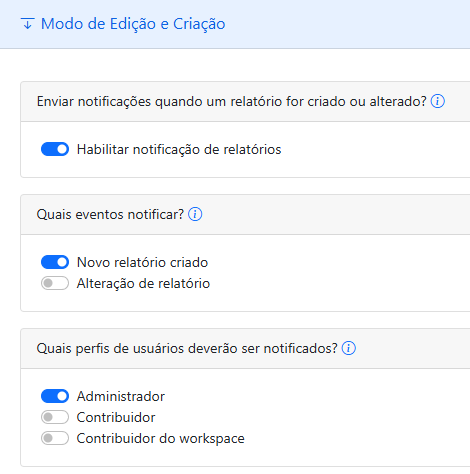 Modo de Edição e Criação
Enviar notificações quando um relatório for criado ou alterado?
Habilitar notificação de relatórios
Quais eventos notificar?
Novo relatório criado
Alteração de relatório
Quais perfis de usuários deverão ser notificados?
Administrador
Contribuidor
Contribuidor do workspace